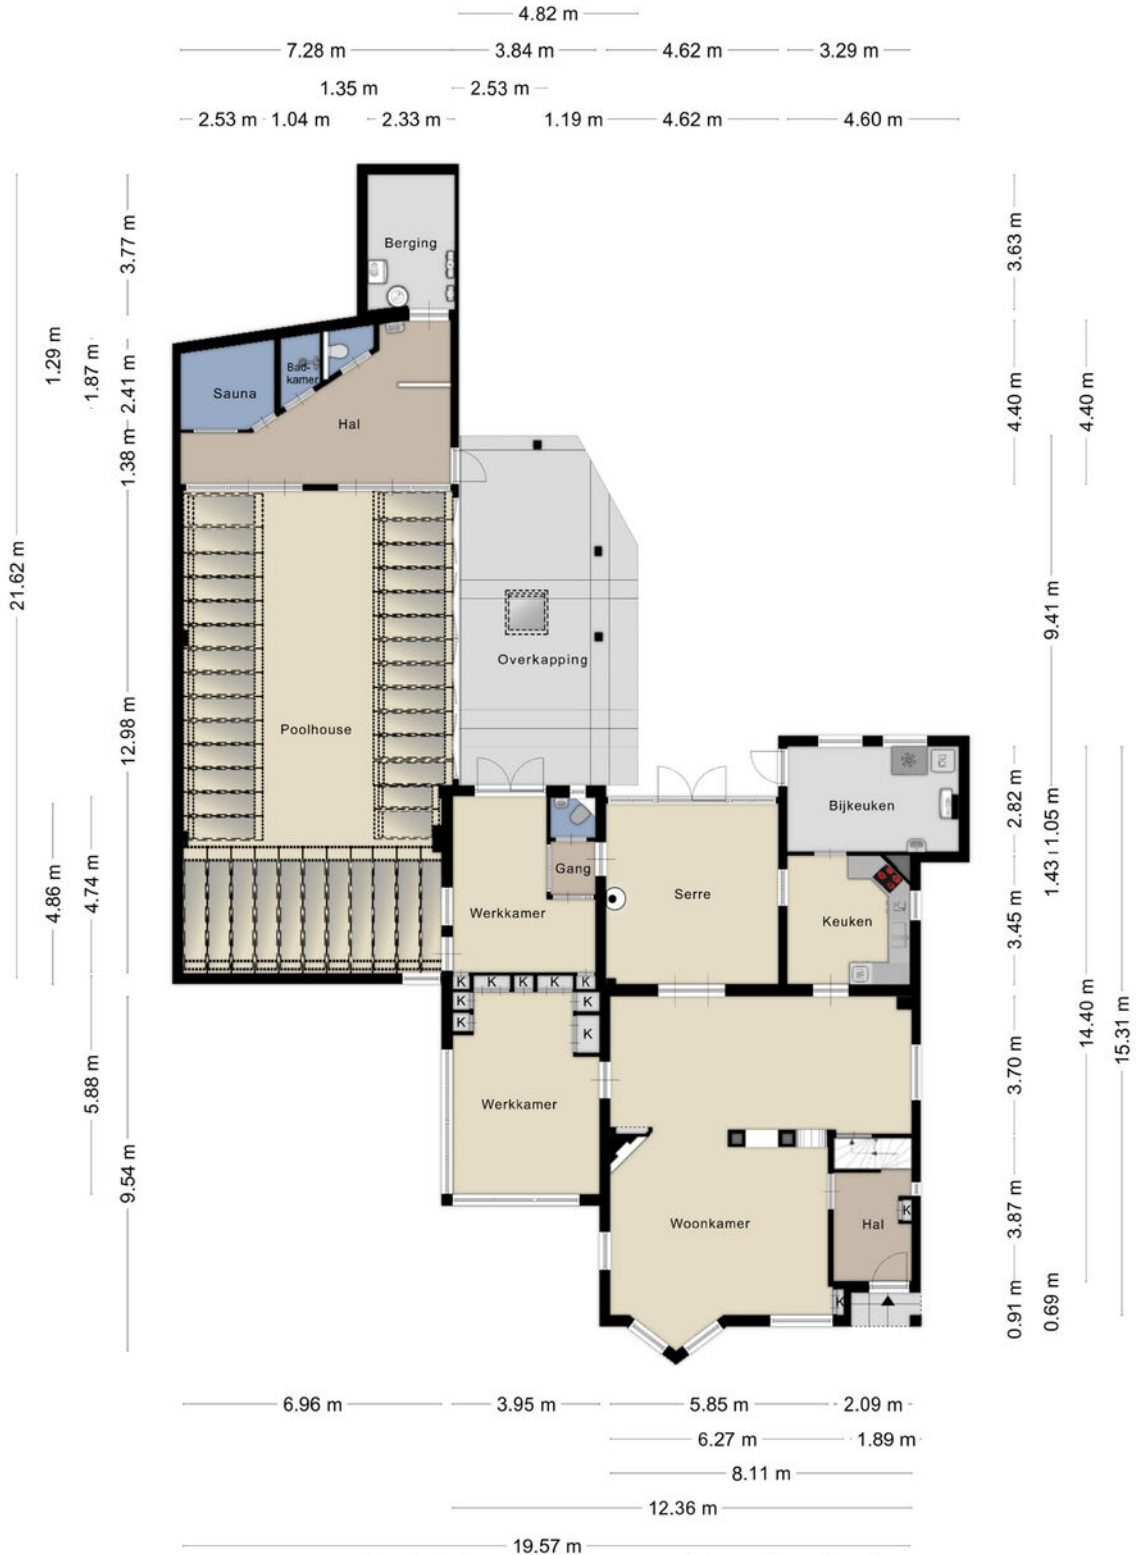 4.82 m
7.28 m 3.84 m 4.62 m 3.29 m
1.35 m 2.53 m
2.53 m 1.04 m 2.33 m 1.19 m 4.62 m 4.60 m
21.62 m
1.29 m
4.86 m
1.87 m
4.74 m
5.88 m
3.77 m
2.41 m
1.38 m
12.98 m
9.54 m
Berging
Sauna
Bad-
kamer
Hal
Overkapping
Poolhouse
Bijkeuken
Gang
Serre
Werkkamer
Keuken
K K K K K
K K
K K
Werkkamer
Woonkamer
Hal
K
K
3.63 m
4.40 m
2.82 m
3.45 m
3.70 m
3.87 m
0.91 m
9.41 m
1.05 m
1.43 m
0.69 m
4.40 m
14.40 m
15.31 m
6.96 m 3.95 m 5.85 m 2.09 m
6.27 m 1.89 m
8.11 m
12.36 m
19.57 m